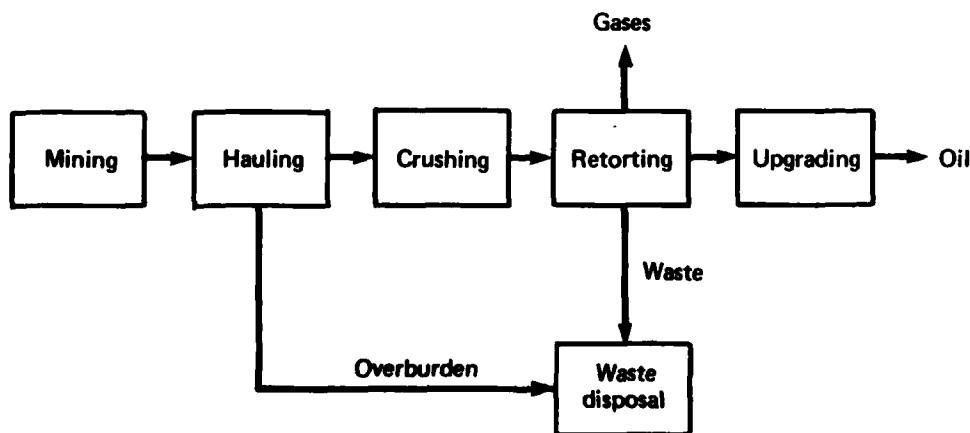 Gases
Mining
Hauling
Crushing
Retorting
Upgrading
Oil
Waste
Overburden
Waste
disposal